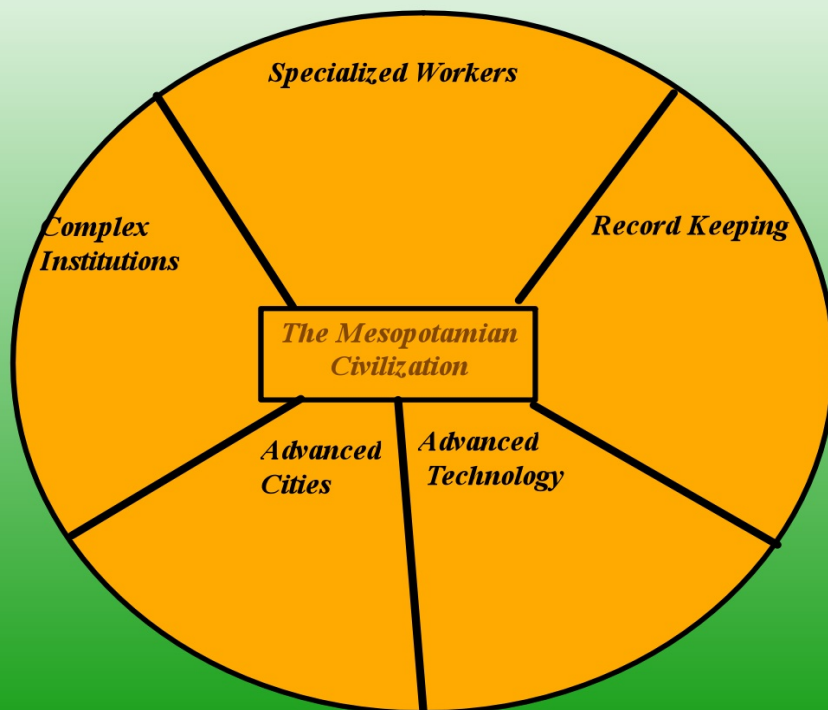 Specialized Workers
Complex
Institutions
Record Keeping
The Mesopotamian
Civilization
Advanced
Cities
Advanced
Technology